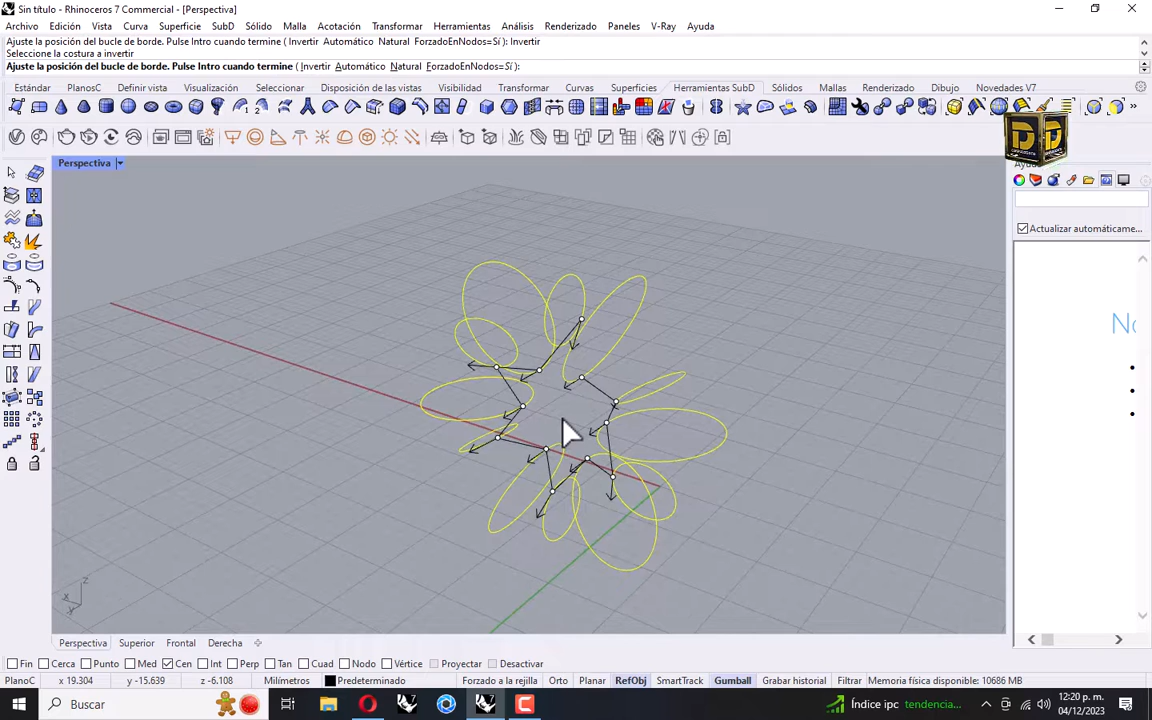 Sin título - Rhinoceros 7 Commercial - [Perspectiva]
Archivo Edición Vista Curva Superficie SubD Sólido Malla Acotación Transformar Herramientas Análisis Renderizado Paneles V-Ray Ayuda
Ajuste la posición del bucle de borde. Pulse Intro cuando termine ( Invertir Automático Natural ForzadoEnNodos=Sí ): Invertir
Seleccione la costura a invertir
Ajuste la posición del bucle de borde. Pulse Intro cuando termine ( Invertir Automático Natural ForzadoEnNodos=Sí ):
Estándar PlanosC Definir vista Visualización Seleccionar Disposición de las vistas Visibilidad Transformar Curvas Superficies Herramientas SubD Sólidos Mallas Renderizado Dibujo Novedades V7
Perspectiva
Actualizar automáticame...
z
x
y
Perspectiva Superior Frontal Derecha
Fin Cerca Punto Med Cen Int Perp Tan Cuad Nodo Vértice Proyectar Desactivar
PlanoC x 19.304 y -15.639 z -6.108 Milímetros Predeterminado Forzado a la rejilla Orto Planar RefObj SmartTrack Gumball Grabar historial Filtrar Memoria física disponible: 10686 MB
Buscar
Índice ipc tendencia...
12:20 p. m.
04/12/2023